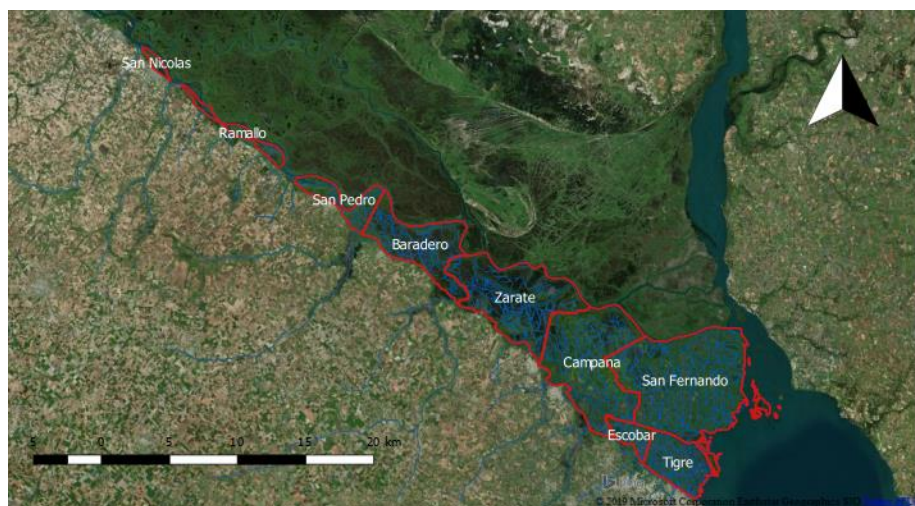 San Nicolas
Ramallo
San Pedro
Baradero
Zarate
Campana
San Fernando
Escobar
Tigre
5 0 5 10 15 20 km
© 2019 Microsoft Corporation Earthstar Geographics SIO